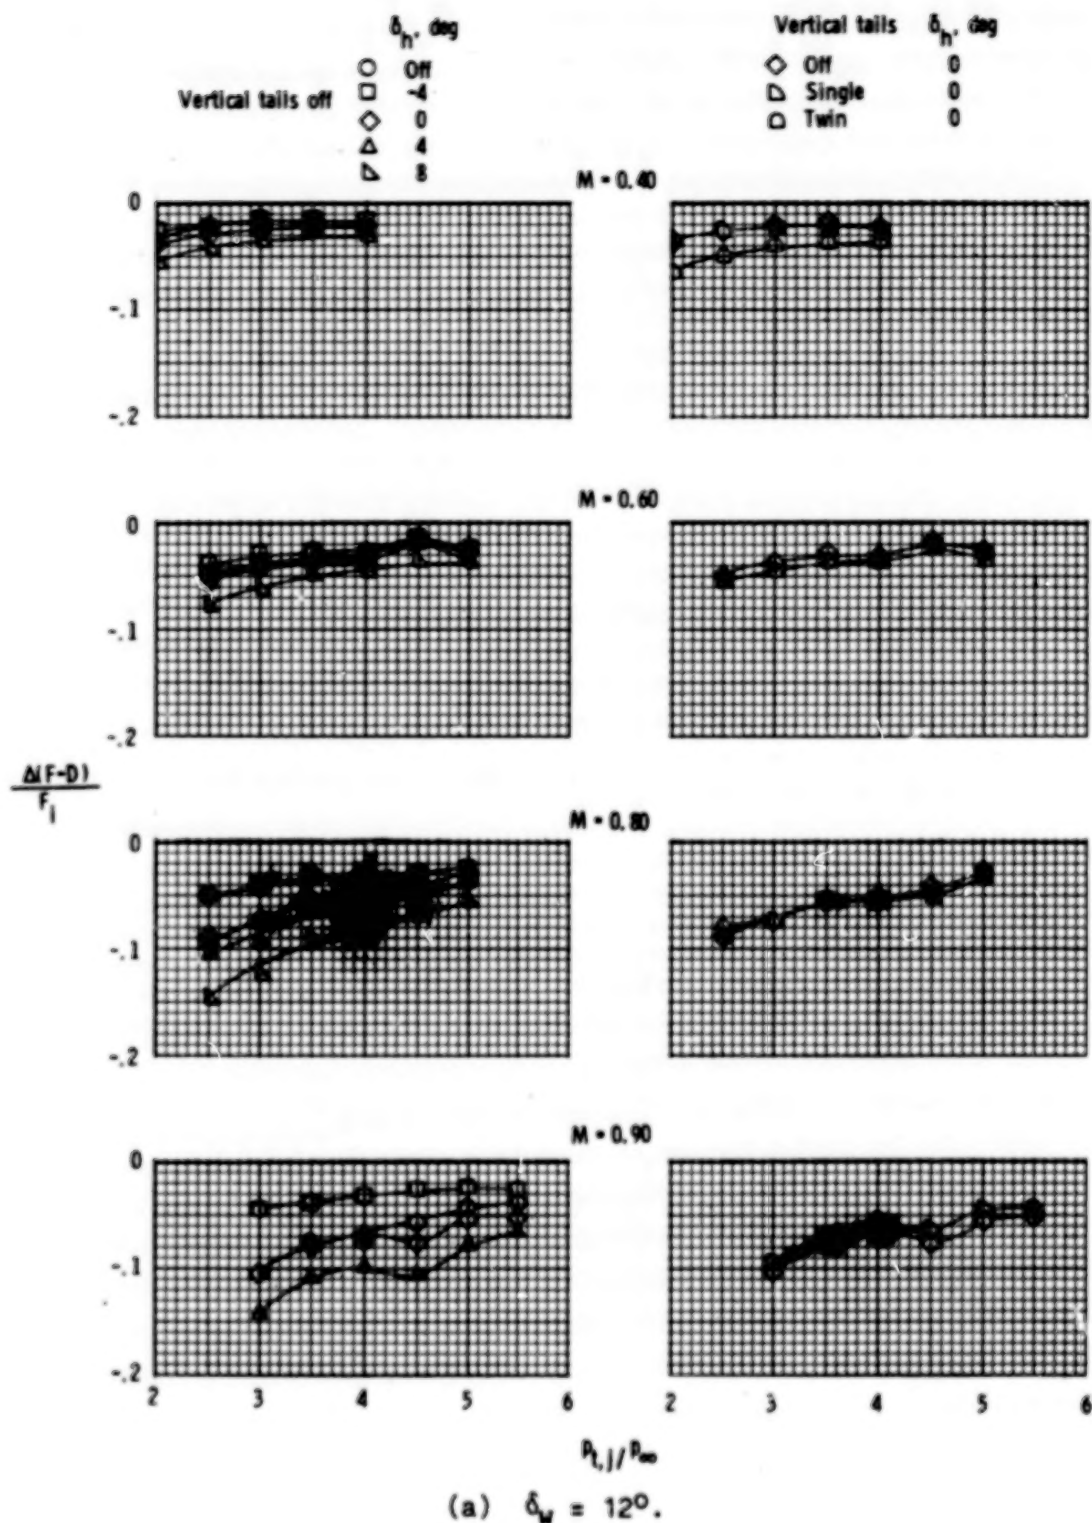 δh, deg
Vertical tails off
Off
-4
0
4
8
Vertical tails δh, deg
Off 0
Single 0
Twin 0
M = 0.40
0
-.1
-.2
M = 0.60
0
-.1
-.2
Δ(F-D)
Fi
M = 0.80
0
-.1
-.2
M = 0.90
0
-.1
-.2
2 3 4 5 6
2 3 4 5 6
pt,j/p∞
(a) δw = 12°.